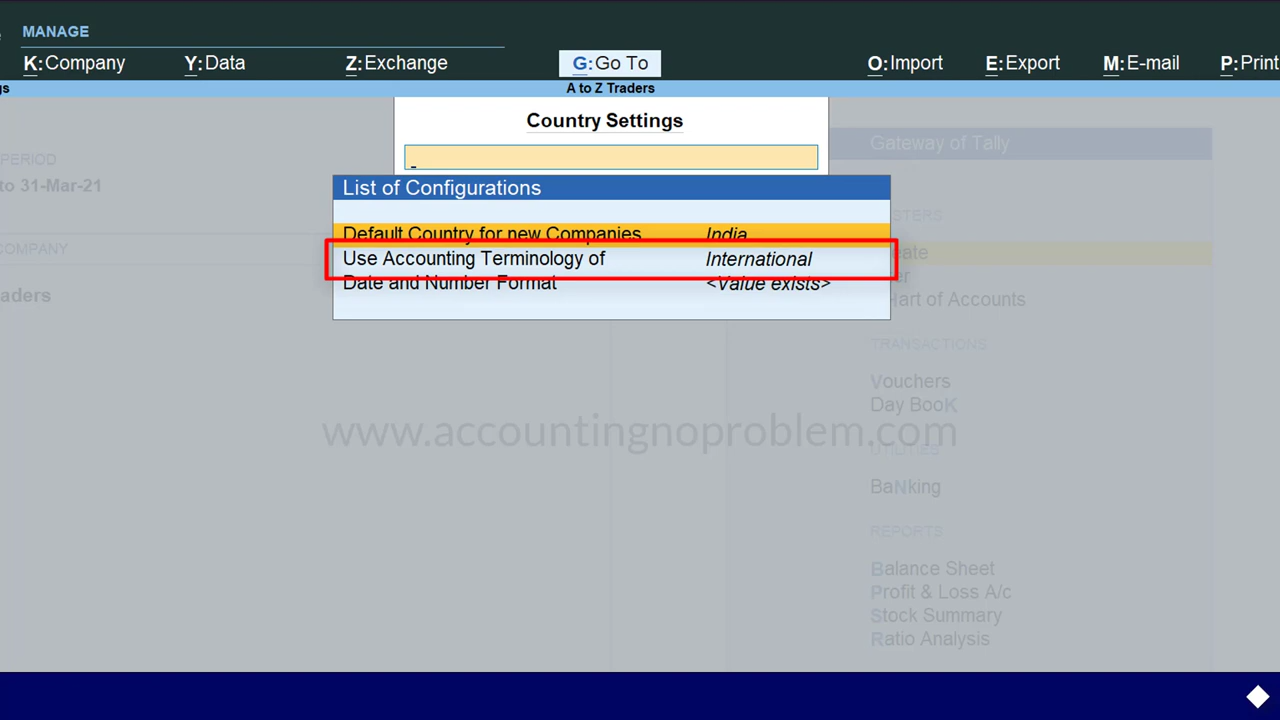 MANAGE
K:Company Y:Data Z:Exchange G:Go To O:Import E:Export M:E-mail P:Print
gs A to Z Traders
Country Settings
Gateway of Tally
PERIOD
to 31-Mar-21
List of Configurations
Default Country for new Companies India
COMPANY
Use Accounting Terminology of International
Date and Number Format <Value exists>
aders
Hart of Accounts
TRANSACTIONS
Vouchers
Day BooK
www.accountingnoproblem.com
UTILITIES
BaNking
REPORTS
Balance Sheet
Profit & Loss A/c
Stock Summary
Ratio Analysis